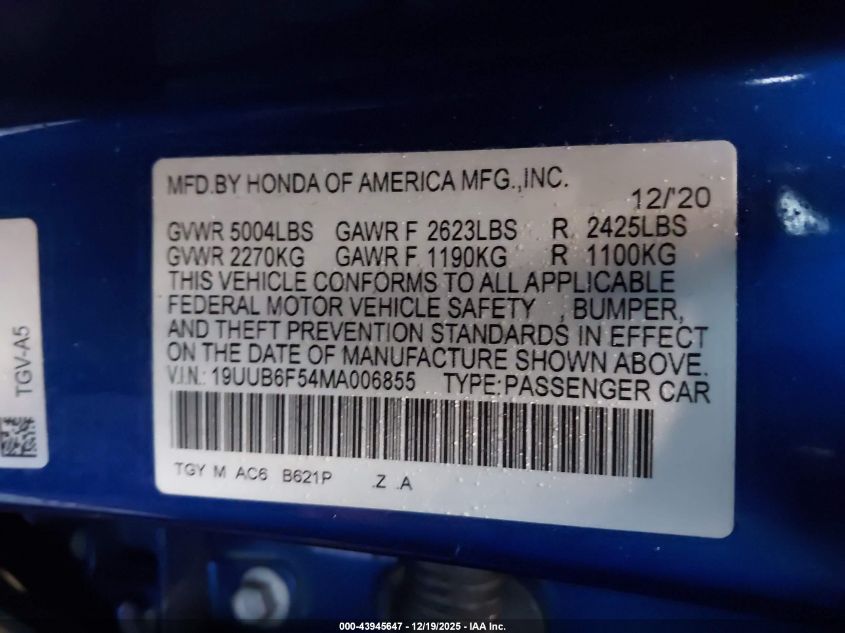 MFD.BY HONDA OF AMERICA MFG.,INC.
12/'20
GVWR 5004LBS GAWR F 2623LBS R 2425LBS
GVWR 2270KG GAWR F 1190KG R 1100KG
THIS VEHICLE CONFORMS TO ALL APPLICABLE
FEDERAL MOTOR VEHICLE SAFETY , BUMPER,
AND THEFT PREVENTION STANDARDS IN EFFECT
ON THE DATE OF MANUFACTURE SHOWN ABOVE.
V.I.N.: 19UUB6F54MA006855 TYPE:PASSENGER CAR
TGY M AC6 B621P .Z .A
TGV-A5
000-43945647 - 12/19/2025 - IAA Inc.